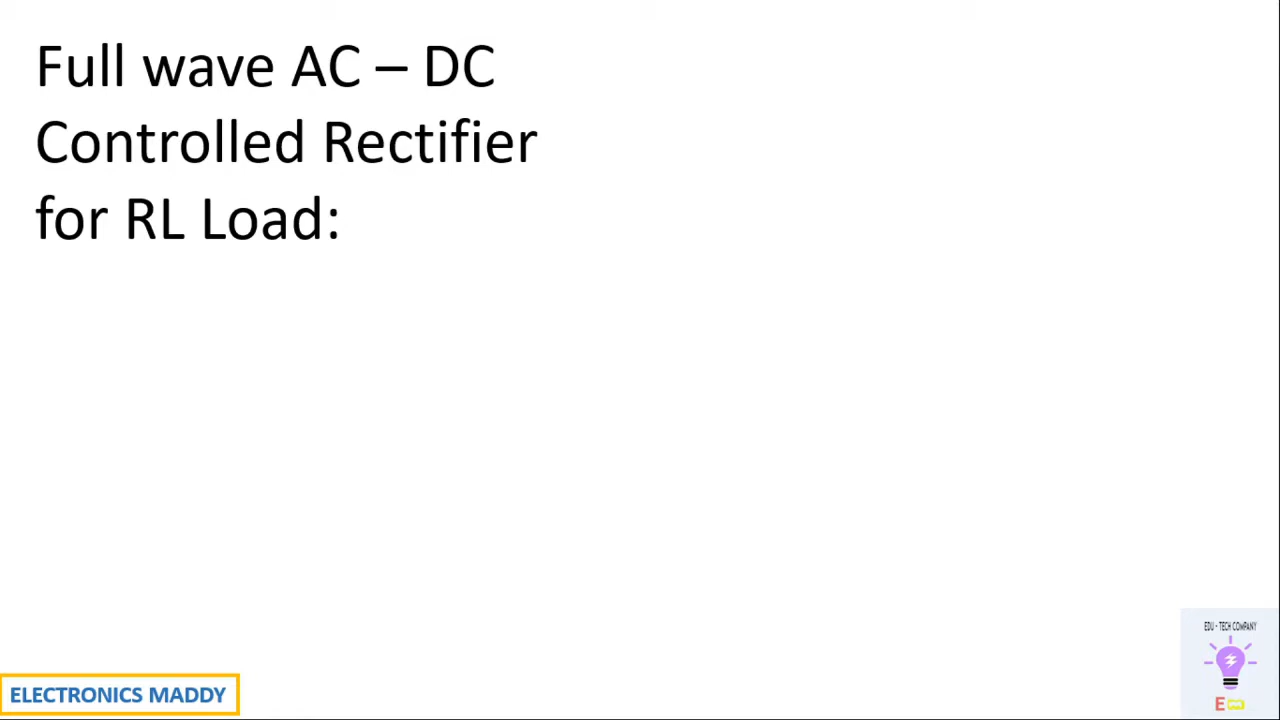 Full wave AC – DC
Controlled Rectifier
for RL Load:
EDU - TECH COMPANY
E
ELECTRONICS MADDY